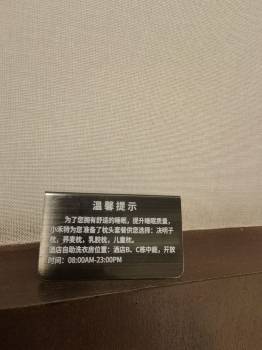 温馨提示
为了您拥有舒适的睡眠，提升睡眠质量，
小禾特为您准备了枕头套餐供您选择：决明子
枕，荞麦枕，乳胶枕，儿童枕。
酒店自助洗衣房位置：酒店B、C栋中庭，开放
时间：08:00AM-23:00PM